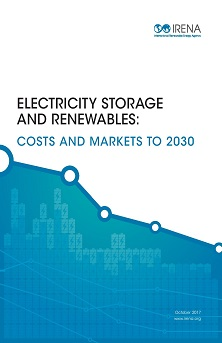 IRENA
International Renewable Energy Agency
ELECTRICITY STORAGE
AND RENEWABLES:
COSTS AND MARKETS TO 2030
October 2017
www.irena.org